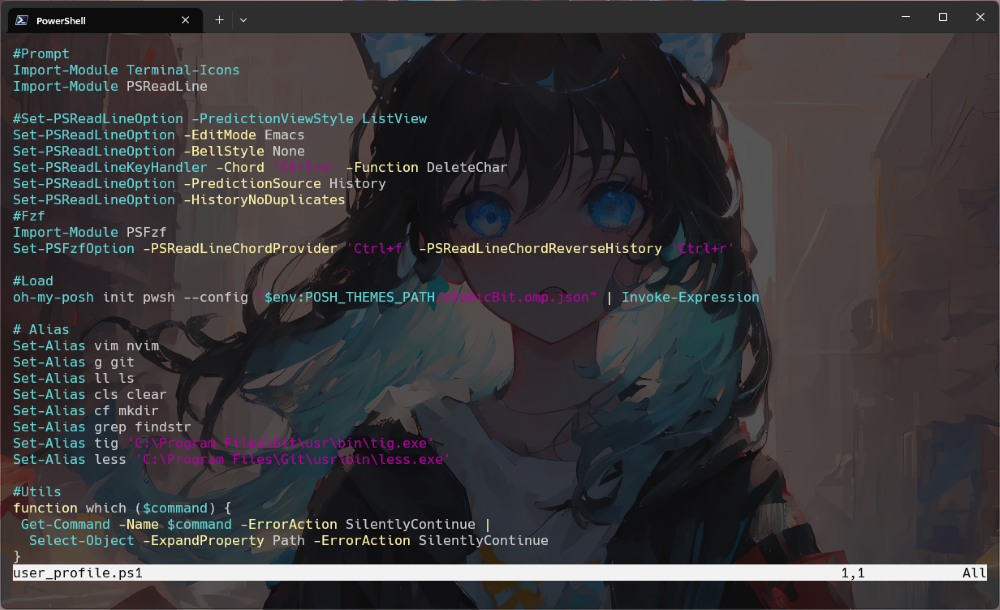 PowerShell
#Prompt
Import-Module Terminal-Icons
Import-Module PSReadLine
#Set-PSReadLineOption -PredictionViewStyle ListView
Set-PSReadLineOption -EditMode Emacs
Set-PSReadLineOption -BellStyle None
Set-PSReadLineKeyHandler -Chord -Function DeleteChar
Set-PSReadLineOption -PredictionSource History
Set-PSReadLineOption -HistoryNoDuplicates
#Fzf
Import-Module PSFzf
Set-PSFzfOption -PSReadLineChordProvider 'Ctrl+f' -PSReadLineChordReverseHistory 'Ctrl+r'
#Load
oh-my-posh init pwsh --config "$env:POSH_THEMES_PATH/atomicBit.omp.json" | Invoke-Expression
# Alias
Set-Alias vim nvim
Set-Alias g git
Set-Alias ll ls
Set-Alias cls clear
Set-Alias cf mkdir
Set-Alias grep findstr
Set-Alias tig 'C:\Program Files\Git\usr\bin\tig.exe'
Set-Alias less 'C:\Program Files\Git\usr\bin\less.exe'
#Utils
function which ($command) {
Get-Command -Name $command -ErrorAction SilentlyContinue |
Select-Object -ExpandProperty Path -ErrorAction SilentlyContinue
}
user_profile.ps1 1,1 All